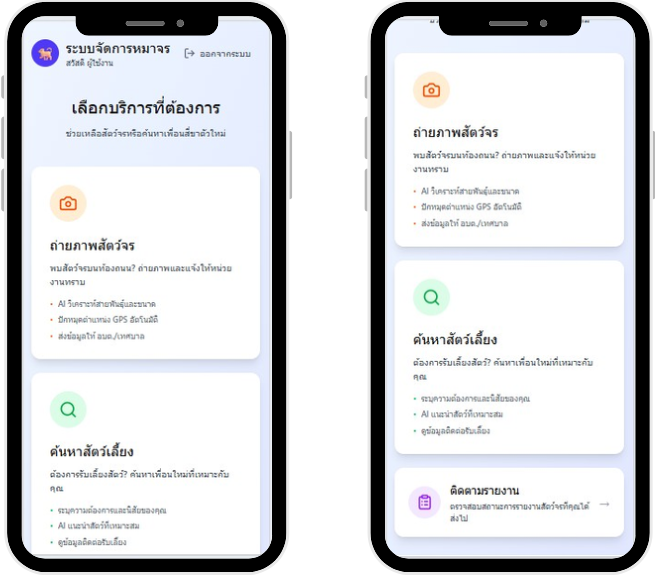 ระบบจัดการหมาจร
สวัสดี ผู้ใช้งาน
ออกจากระบบ
เลือกบริการที่ต้องการ
ช่วยเหลือสัตว์จรหรือค้นหาเพื่อนสี่ขาตัวใหม่
ถ่ายภาพสัตว์จร
พบสัตว์จรบนท้องถนน? ถ่ายภาพและแจ้งให้หน่วย
งานทราบ
• AI วิเคราะห์สายพันธุ์และขนาด
• ปักหมุดตำแหน่ง GPS อัตโนมัติ
• ส่งข้อมูลให้ อบต./เทศบาล
ค้นหาสัตว์เลี้ยง
ต้องการรับเลี้ยงสัตว์? ค้นหาเพื่อนใหม่ที่เหมาะกับ
คุณ
• ระบุความต้องการและนิสัยของคุณ
• AI แนะนำสัตว์ที่เหมาะสม
• ดูข้อมูลติดต่อรับเลี้ยง
ถ่ายภาพสัตว์จร
พบสัตว์จรบนท้องถนน? ถ่ายภาพและแจ้งให้หน่วย
งานทราบ
• AI วิเคราะห์สายพันธุ์และขนาด
• ปักหมุดตำแหน่ง GPS อัตโนมัติ
• ส่งข้อมูลให้ อบต./เทศบาล
ค้นหาสัตว์เลี้ยง
ต้องการรับเลี้ยงสัตว์? ค้นหาเพื่อนใหม่ที่เหมาะกับ
คุณ
• ระบุความต้องการและนิสัยของคุณ
• AI แนะนำสัตว์ที่เหมาะสม
• ดูข้อมูลติดต่อรับเลี้ยง
ติดตามรายงาน
ตรวจสอบสถานะการรายงานสัตว์จรที่คุณได้
ส่งไป
→